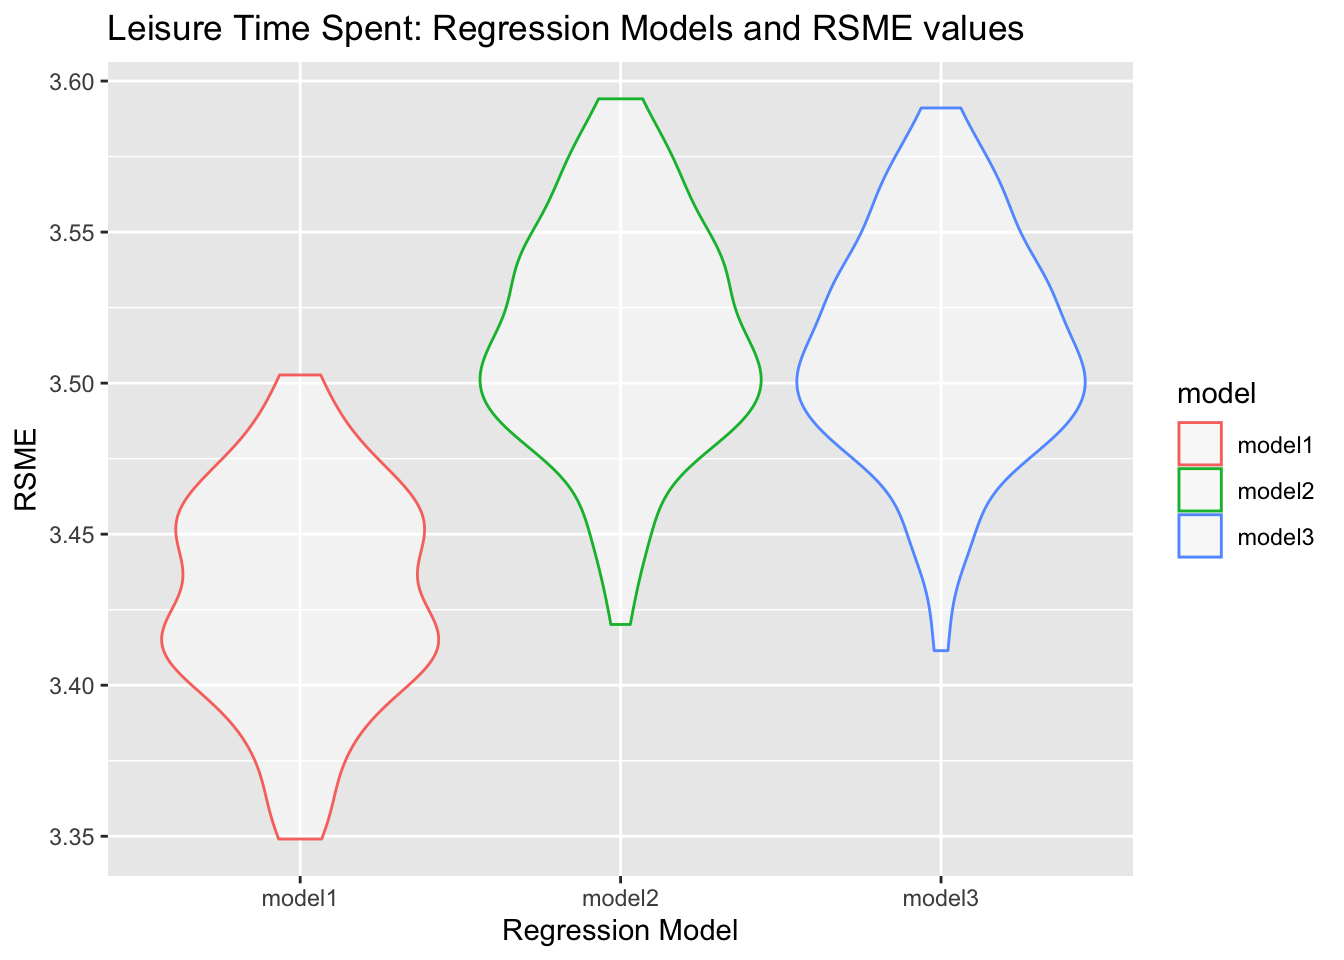 Leisure Time Spent: Regression Models and RSME values
RSME
3.60
3.55
3.50
3.45
3.40
3.35
model1
model2
model3
Regression Model
model
model1
model2
model3